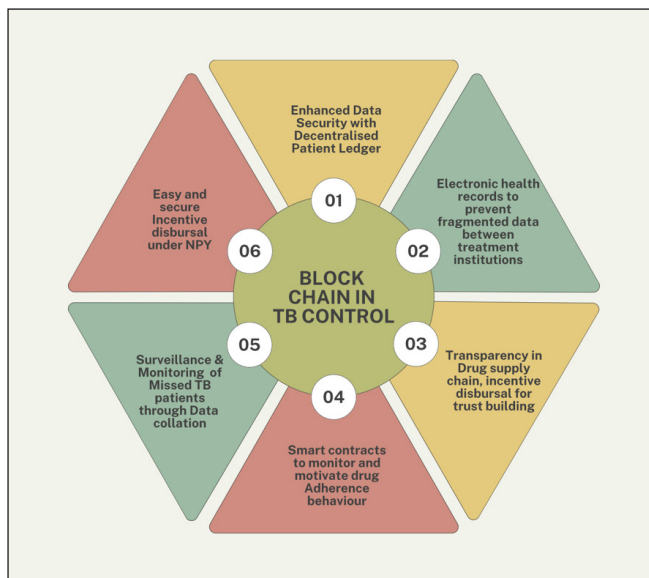 BLOCK
CHAIN IN
TB CONTROL
01
Enhanced Data
Security with
Decentralised
Patient Ledger
02
Electronic health
records to
prevent
fragmented data
between
treatment
institutions
03
Transparency in
Drug supply
chain, incentive
disbursal for
trust building
04
Smart contracts
to monitor and
motivate drug
Adherence
behaviour
05
Surveillance &
Monitoring of
Missed TB
patients
through Data
collation
06
Easy and
secure
Incentive
disbursal
under NPY